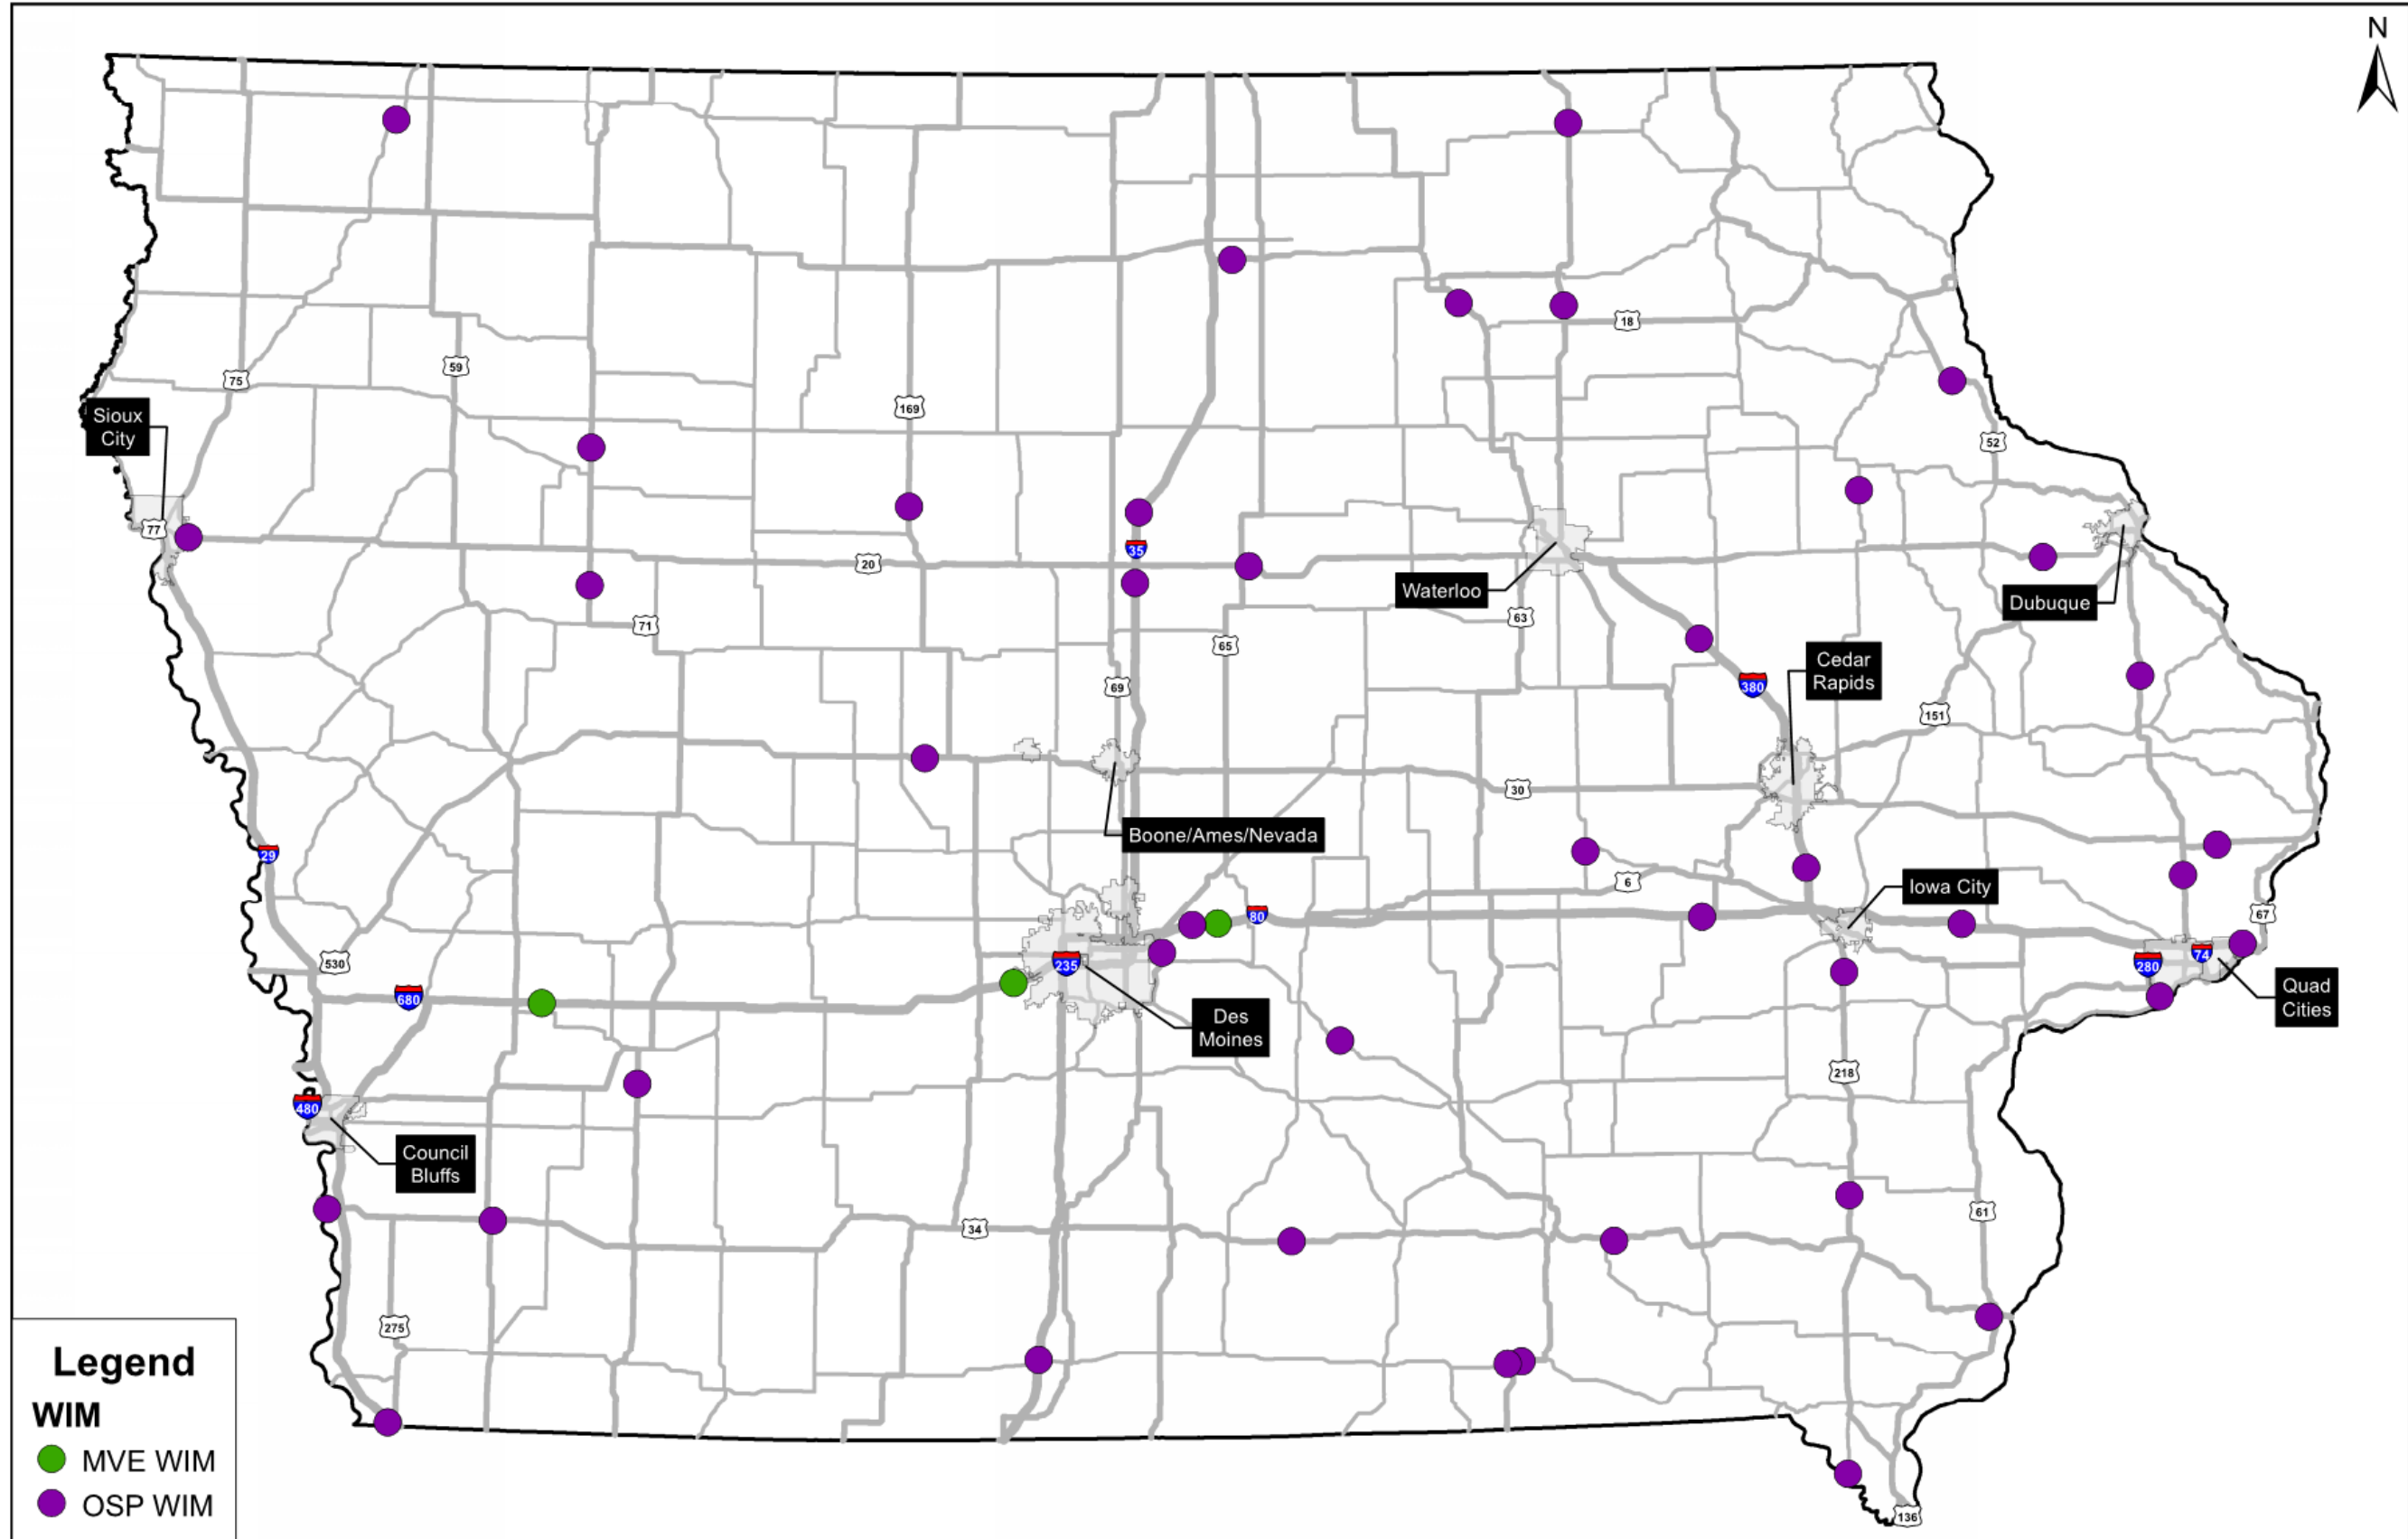 N
18
59
75
Sioux
City
169
52
77
35
20
Waterloo
Dubuque
63
71
65
Cedar
Rapids
380
69
151
30
Boone/Ames/Nevada
29
6
Iowa City
80
67
530
235
74
280
680
Quad
Cities
Des
Moines
218
480
Council
Bluffs
61
34
275
Legend
WIM
MVE WIM
OSP WIM
136